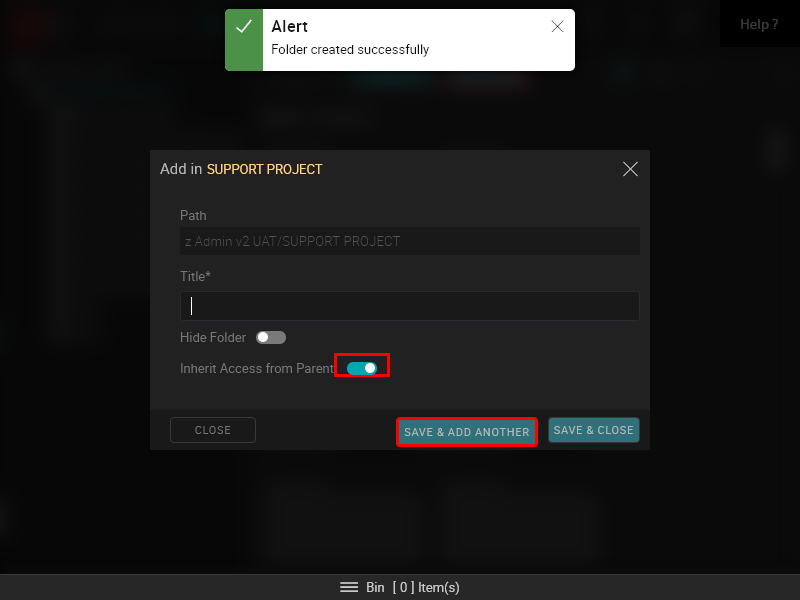 Alert
Folder created successfully
Help ?
Add in SUPPORT PROJECT
Path
z Admin v2 UAT/SUPPORT PROJECT
Title*
Hide Folder
Inherit Access from Parent
CLOSE
SAVE & ADD ANOTHER
SAVE & CLOSE
Bin [ 0 ] Item(s)